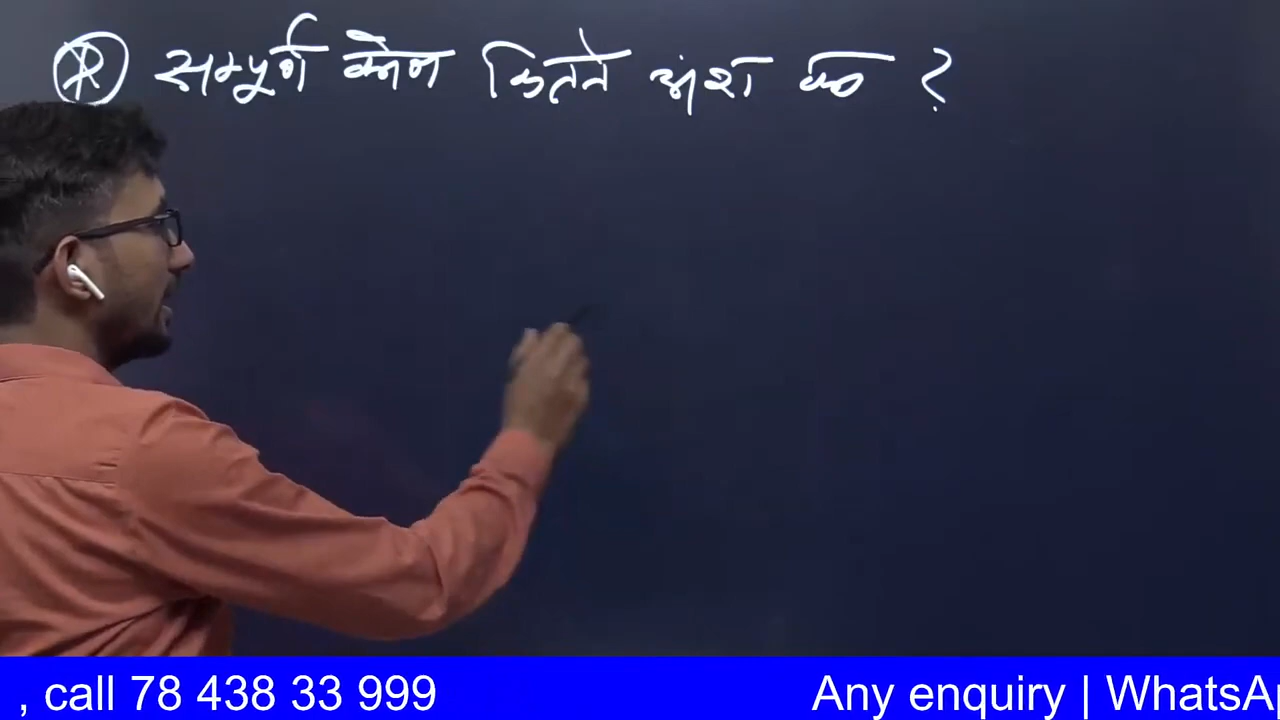 सम्पूर्ण कोण कितने अंश का ?
, call 78 438 33 999
Any enquiry | WhatsA